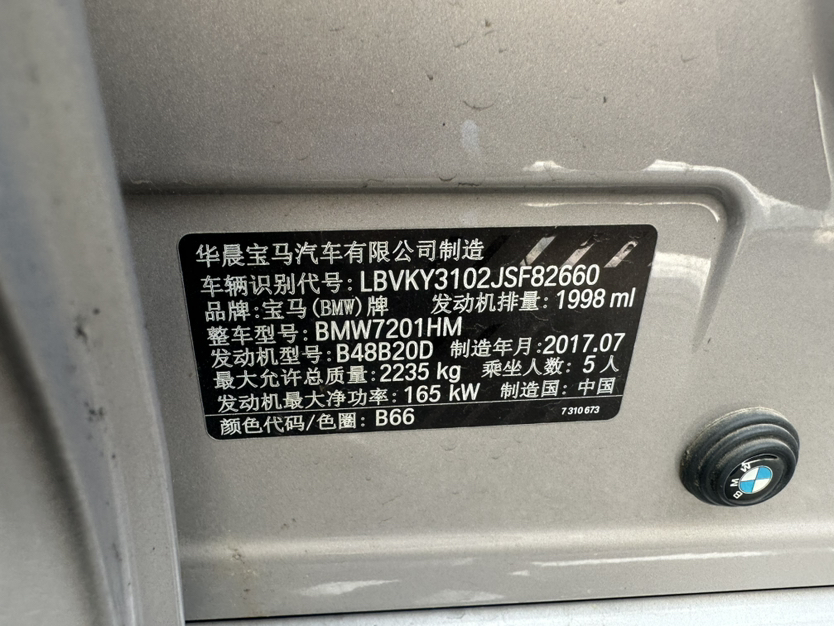 华晨宝马汽车有限公司制造
车辆识别代号: LBVKY3102JSF82660
品牌:宝马(BMW)牌 发动机排量: 1998 ml
整车型号: BMW7201HM
发动机型号: B48B20D 制造年月:2017.07
最大允许总质量: 2235 kg 乘坐人数: 5 人
发动机最大净功率: 165 kW 制造国: 中国
颜色代码/色圈: B66 7 310 673
BMW